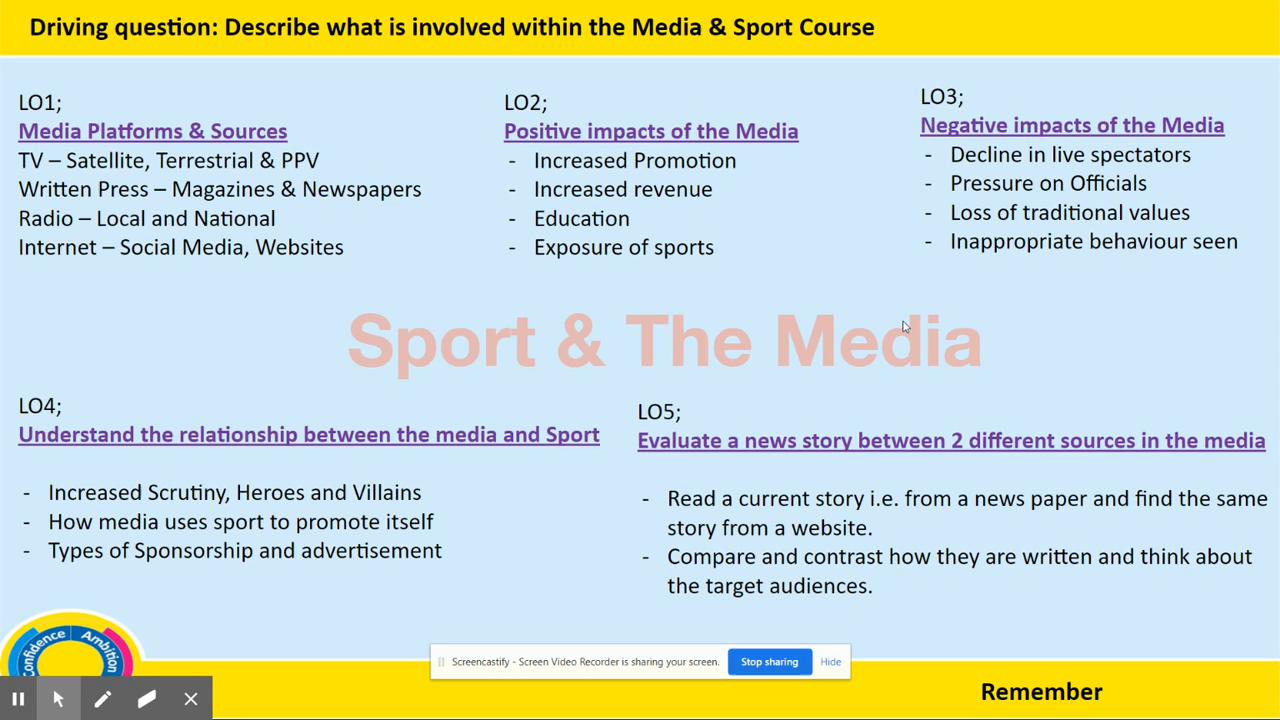 Driving question: Describe what is involved within the Media & Sport Course
LO1;
Media Platforms & Sources
TV – Satellite, Terrestrial & PPV
Written Press – Magazines & Newspapers
Radio – Local and National
Internet – Social Media, Websites
LO2;
Positive impacts of the Media
- Increased Promotion
- Increased revenue
- Education
- Exposure of sports
LO3;
Negative impacts of the Media
- Decline in live spectators
- Pressure on Officials
- Loss of traditional values
- Inappropriate behaviour seen
Sport & The Media
LO4;
Understand the relationship between the media and Sport
- Increased Scrutiny, Heroes and Villains
- How media uses sport to promote itself
- Types of Sponsorship and advertisement
LO5;
Evaluate a news story between 2 different sources in the media
- Read a current story i.e. from a news paper and find the same
story from a website.
- Compare and contrast how they are written and think about
the target audiences.
Confidence Ambition
Screencastify - Screen Video Recorder is sharing your screen. Stop sharing Hide
Remember